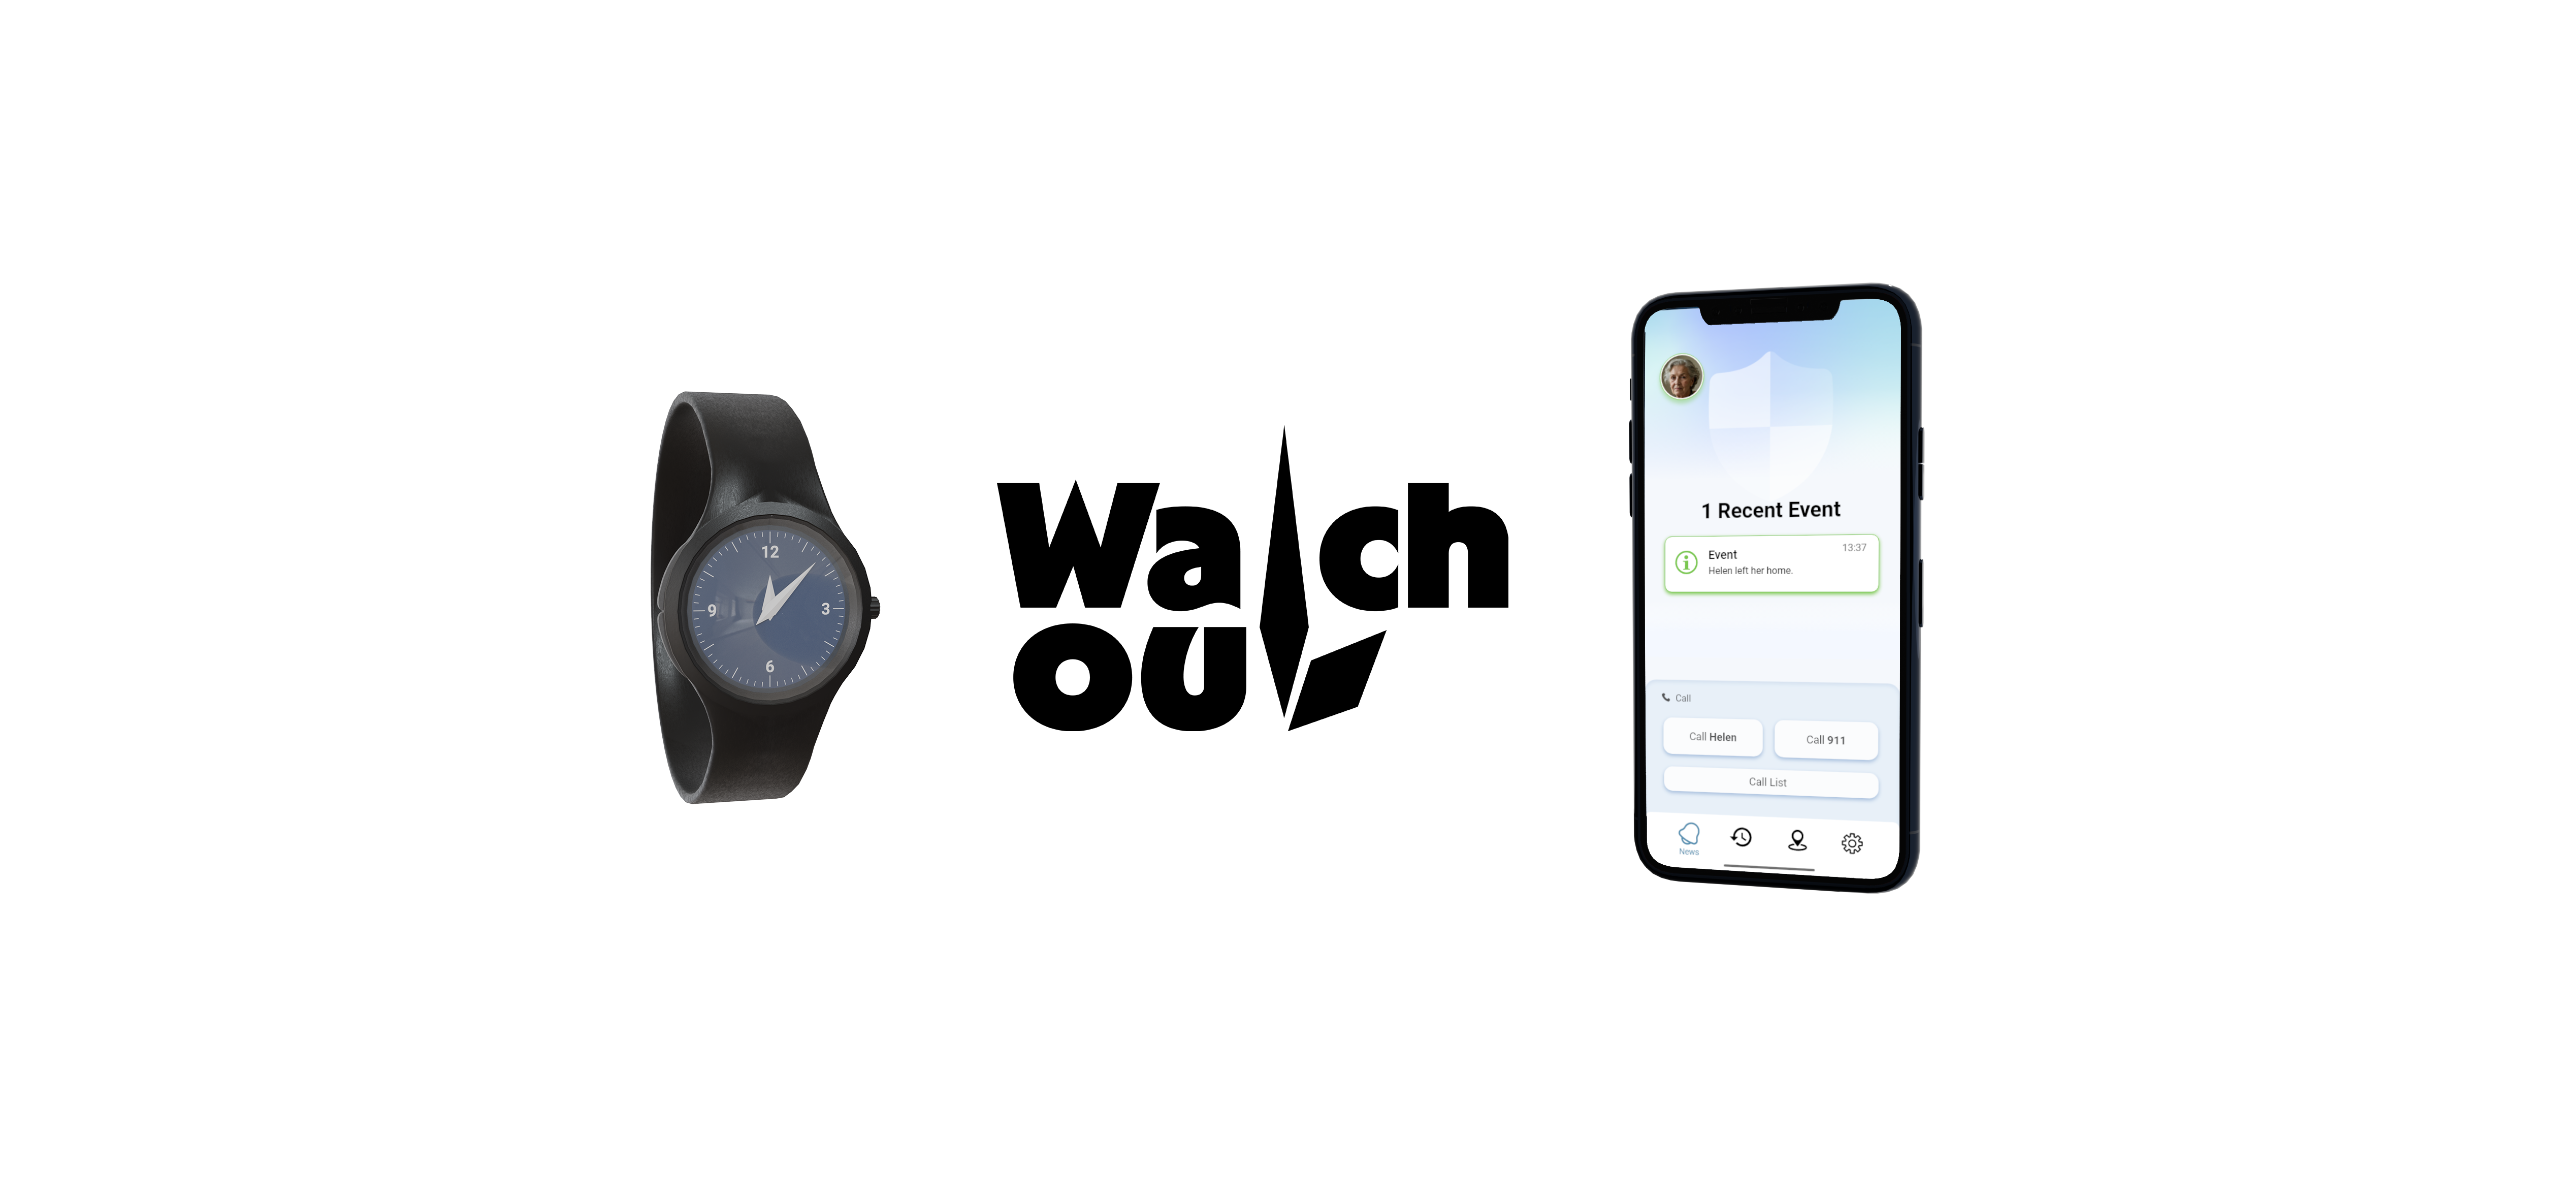 12
9
3
6
Watch
out
1 Recent Event
Event
13:37
Helen left her home.
Call
Call Helen
Call 911
Call List
News